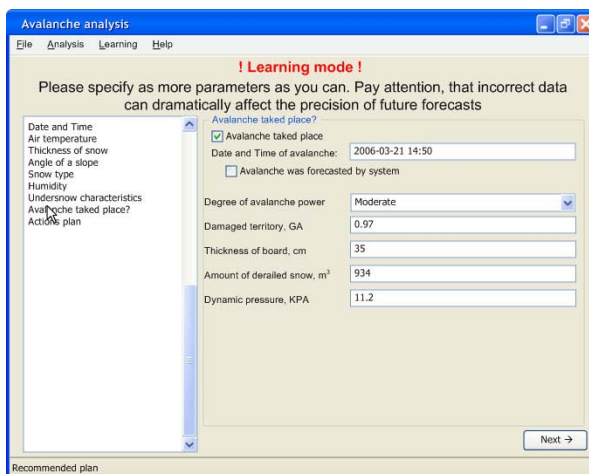 Avalanche analysis
File Analysis Learning Help
! Learning mode !
Please specify as more parameters as you can. Pay attention, that incorrect data
can dramatically affect the precision of future forecasts
Date and Time
Air temperature
Thickness of snow
Angle of a slope
Snow type
Humidity
Undersnow characteristics
Avalanche taked place?
Actions plan
Avalanche taked place?
Avalanche taked place
Date and Time of avalanche: 2006-03-21 14:50
Avalanche was forecasted by system
Degree of avalanche power Moderate
Damaged territory, GA 0.97
Thickness of board, cm 35
Amount of derailed snow, m³ 934
Dynamic pressure, KPA 11.2
Next →
Recommended plan